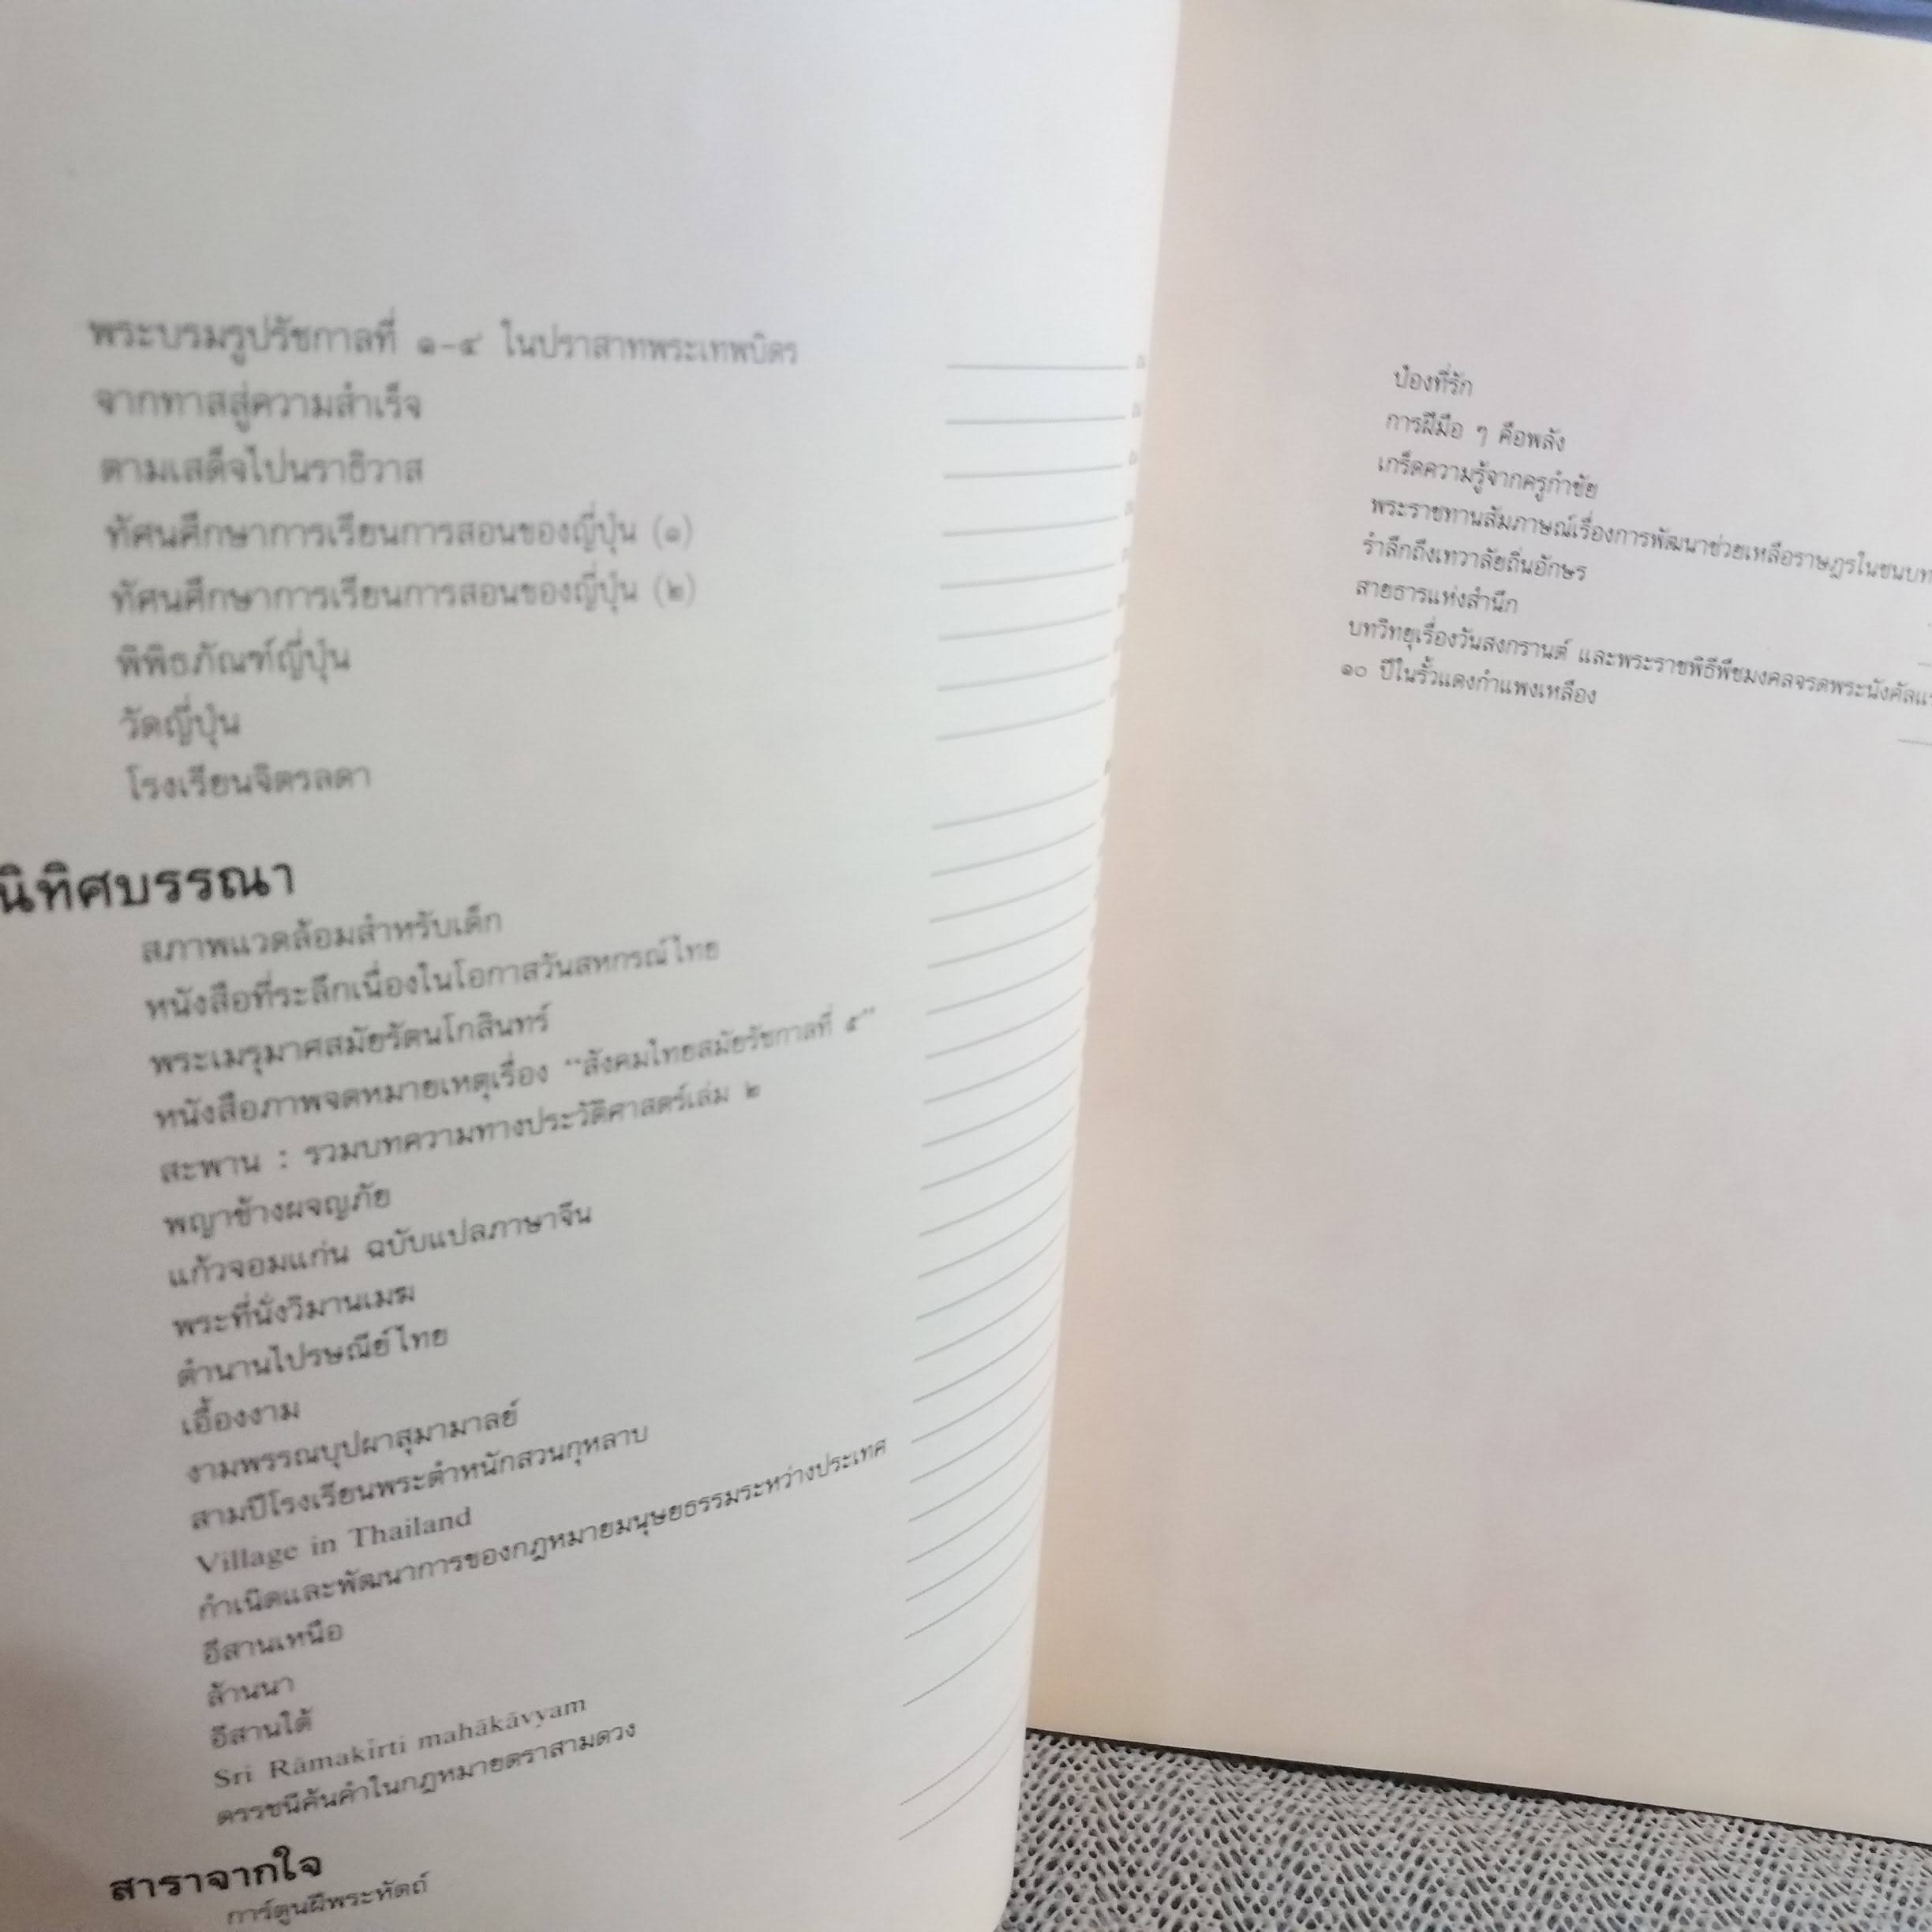 พระบรมรูปรัชกาลที่ ๑-๔ ในปราสาทพระเทพบิดร
จากทาสสู่ความสำเร็จ
ตามเสด็จไปนราธิวาส
ทัศนศึกษาการเรียนการสอนของญี่ปุ่น (๑)
ทัศนศึกษาการเรียนการสอนของญี่ปุ่น (๒)
พิพิธภัณฑ์ญี่ปุ่น
วัดญี่ปุ่น
โรงเรียนจิตรลดา
นิทิศบรรณา
สภาพแวดล้อมสำหรับเด็ก
หนังสือที่ระลึกเนื่องในโอกาสวันสหกรณ์ไทย
พระเมรุมาศสมัยรัตนโกสินทร์
หนังสือภาพจดหมายเหตุเรื่อง "สังคมไทยสมัยรัชกาลที่ ๕"
สะพาน : รวมบทความทางประวัติศาสตร์เล่ม ๒
พญาช้างผจญภัย
แก้วจอมแก่น ฉบับแปลภาษาจีน
พระที่นั่งวิมานเมฆ
ตำนานไปรษณีย์ไทย
เอื้องงาม
งามพรรณบุปผาสุมามาลย์
สามปีโรงเรียนพระตำหนักสวนกุหลาบ
Village in Thailand
กำเนิดและพัฒนาการของกฎหมายมนุษยธรรมระหว่างประเทศ
อีสานเหนือ
ล้านนา
อีสานใต้
Sri Rāmakīrti mahākāvyam
ดรรชนีค้นคำในกฎหมายตราสามดวง
สาราจากใจ
การ์ตูนฝีพระหัตถ์
ป๋องที่รัก
การฝีมือ ๆ คือพลัง
เกร็ดความรู้จากครูกำชัย
พระราชทานสัมภาษณ์เรื่องการพัฒนาช่วยเหลือราษฎรในชนบท
รำลึกถึงเทวาลัยถิ่นอักษร
สายธารแห่งสำนึก
บทวิทยุเรื่องวันสงกรานต์ และพระราชพิธีพืชมงคลจรดพระนังคัล
๑๐ ปีในรั้วแดงกำแพงเหลือง